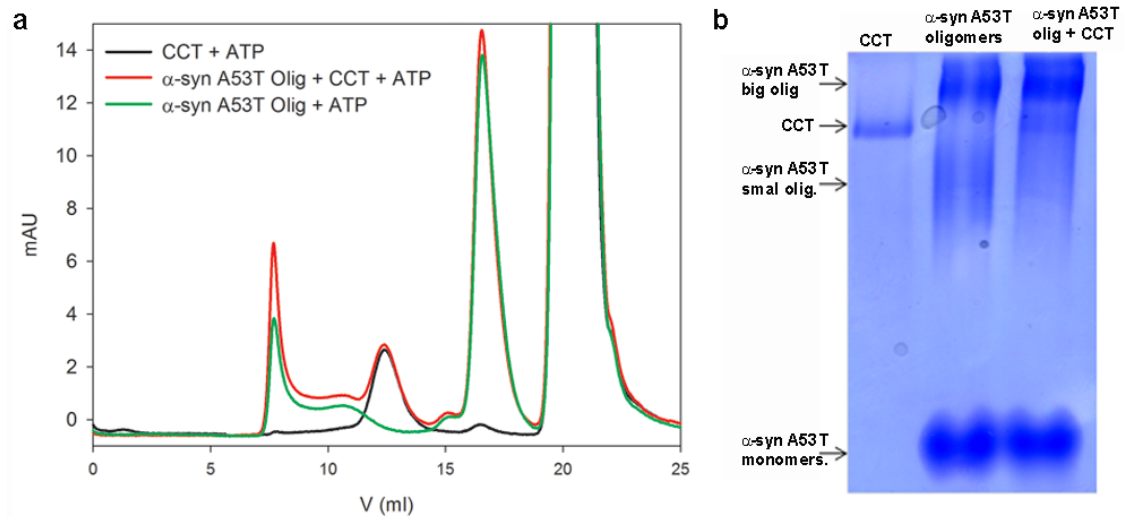 a
14
12
10
8
6
4
2
0
mAU
0
5
10
15
20
25
V (ml)
CCT + ATP
α-syn A53T Olig + CCT + ATP
α-syn A53T Olig + ATP
b
CCT
α-syn A53T
oligomers
α-syn A53T
olig + CCT
α-syn A53T
big olig
CCT
α-syn A53T
smal olig.
α-syn A53T
monomers.